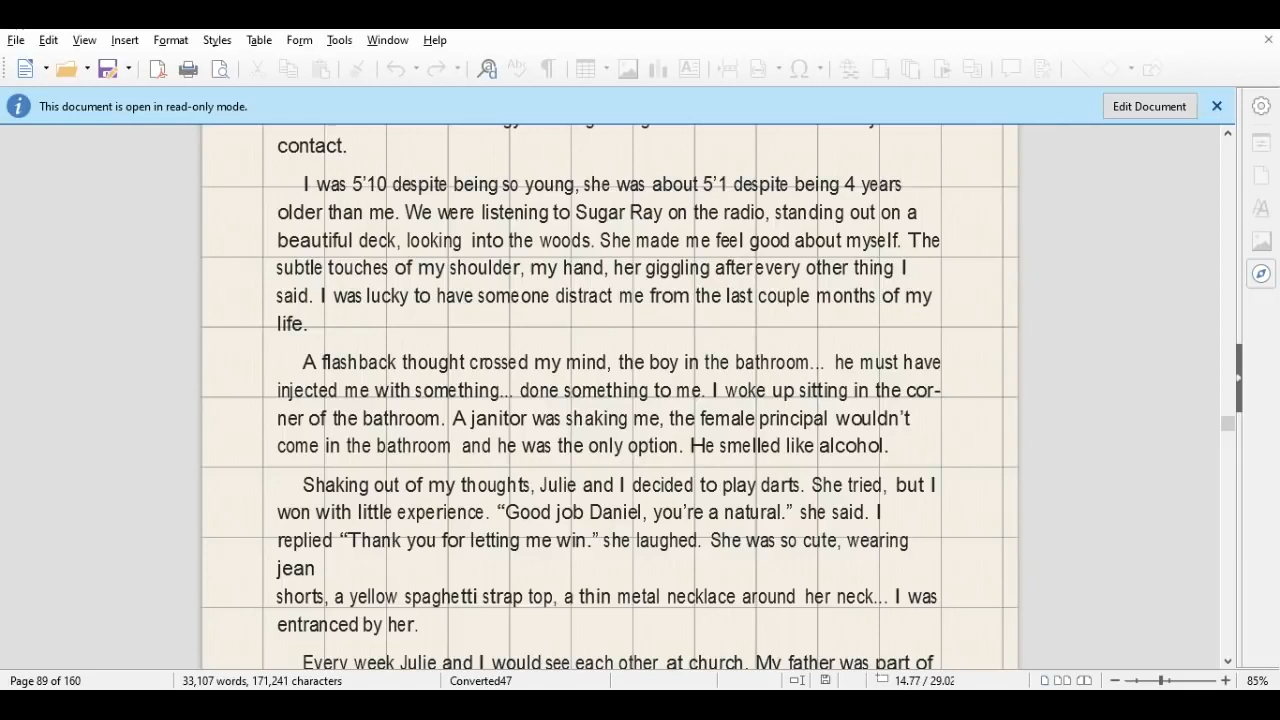 File Edit View Insert Format Styles Table Form Tools Window Help
This document is open in read-only mode.
Edit Document
contact.
I was 5’10 despite being so young, she was about 5’1 despite being 4 years
older than me. We were listening to Sugar Ray on the radio, standing out on a
beautiful deck, looking into the woods. She made me feel good about myself. The
subtle touches of my shoulder, my hand, her giggling after every other thing I
said. I was lucky to have someone distract me from the last couple months of my
life.
A flashback thought crossed my mind, the boy in the bathroom... he must have
injected me with something... done something to me. I woke up sitting in the cor-
ner of the bathroom. A janitor was shaking me, the female principal wouldn’t
come in the bathroom and he was the only option. He smelled like alcohol.
Shaking out of my thoughts, Julie and I decided to play darts. She tried, but I
won with little experience. “Good job Daniel, you’re a natural.” she said. I
replied “Thank you for letting me win.” she laughed. She was so cute, wearing
jean
shorts, a yellow spaghetti strap top, a thin metal necklace around her neck... I was
entranced by her.
Every week Julie and I would see each other at church. My father was part of
Page 89 of 160
33,107 words, 171,241 characters
Converted47
14.77 / 29.02
85%